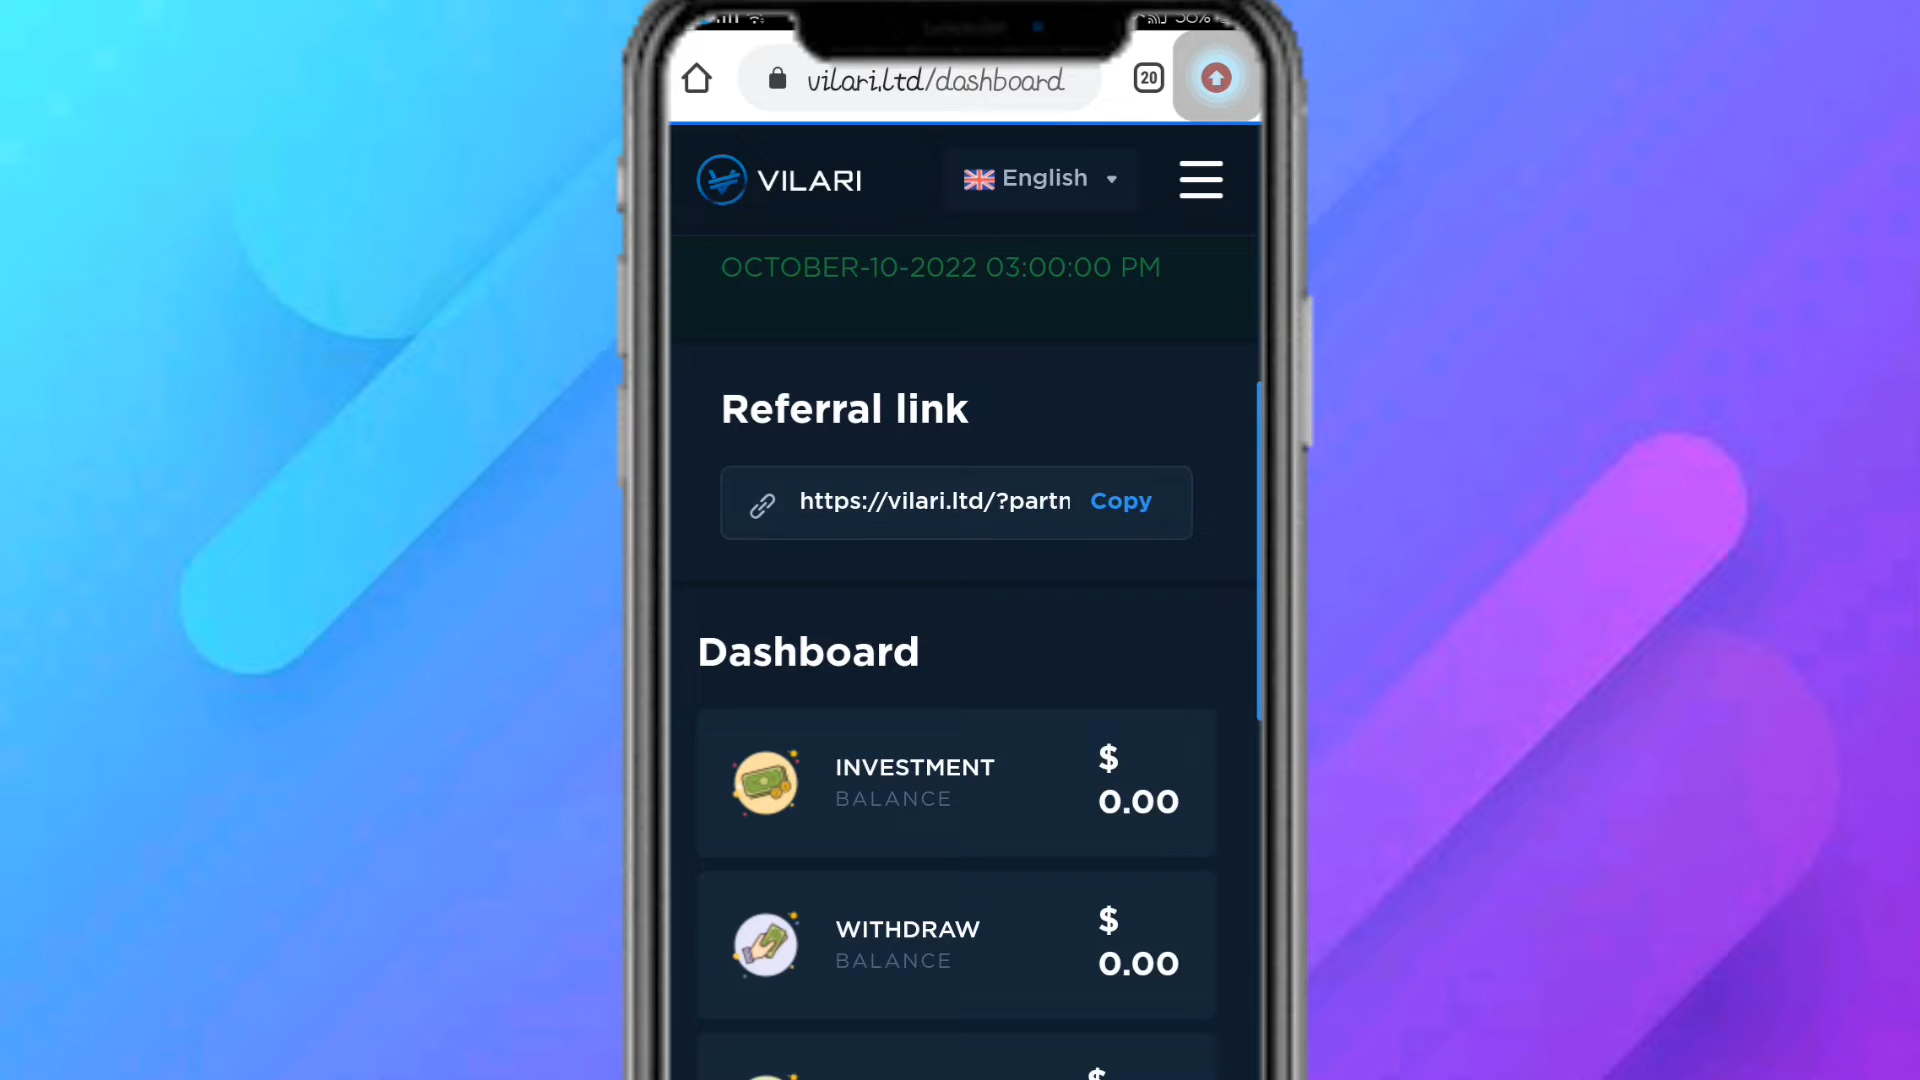 vilari.ltd/dashboard
20
VILARI
English
OCTOBER-10-2022 03:00:00 PM
Referral link
https://vilari.ltd/?partn
Copy
Dashboard
INVESTMENT
BALANCE
$
0.00
WITHDRAW
BALANCE
$
0.00
$